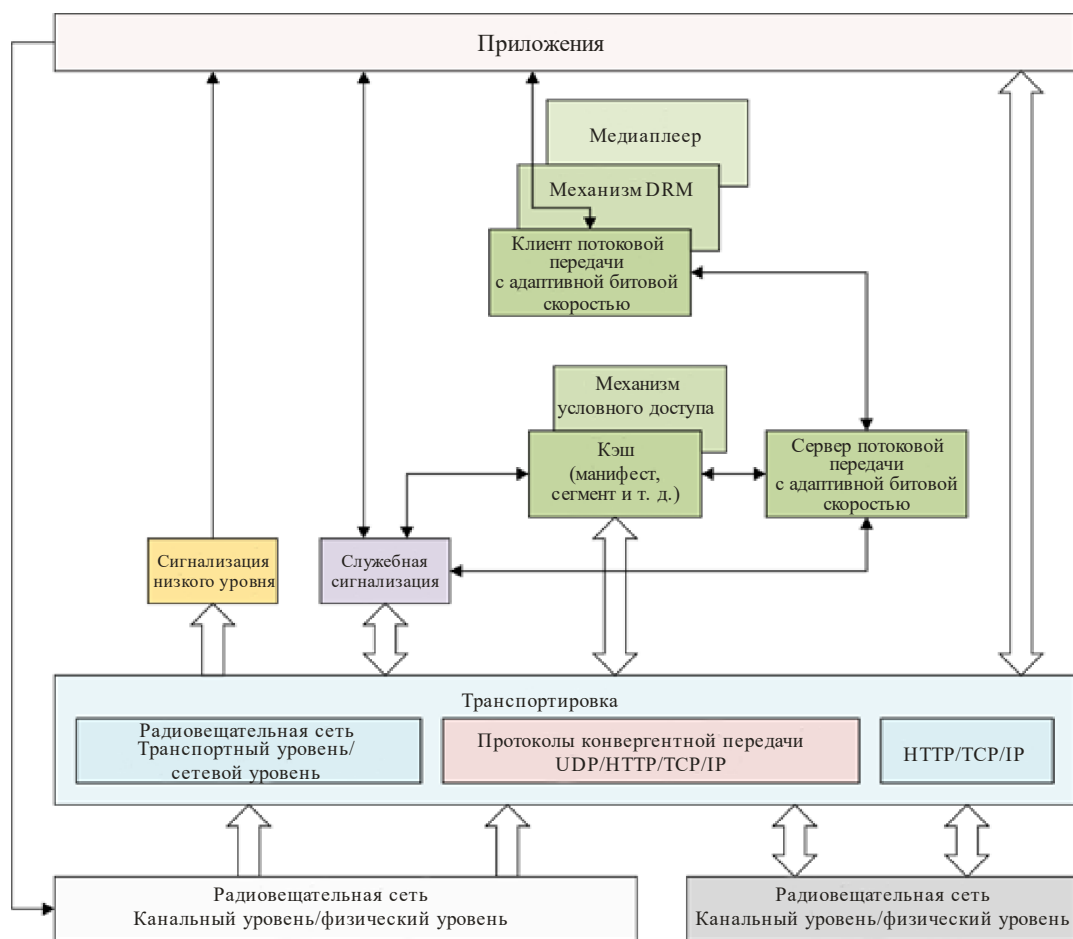 Приложения
Медиаплеер
Механизм DRM
Клиент потоковой
передачи
с адаптивной битовой
скоростью
Механизм
условного доступа
Кэш
(манифест,
сегмент и т. д.)
Сервер потоковой
передачи
с адаптивной битовой
скоростью
Сигнализация
низкого уровня
Служебная
сигнализация
Транспортировка
Радиовещательная сеть
Транспортный уровень/
сетевой уровень
Протоколы конвергентной передачи
UDP/HTTP/TCP/IP
HTTP/TCP/IP
Радиовещательная сеть
Канальный уровень/физический уровень
Радиовещательная сеть
Канальный уровень/физический уровень